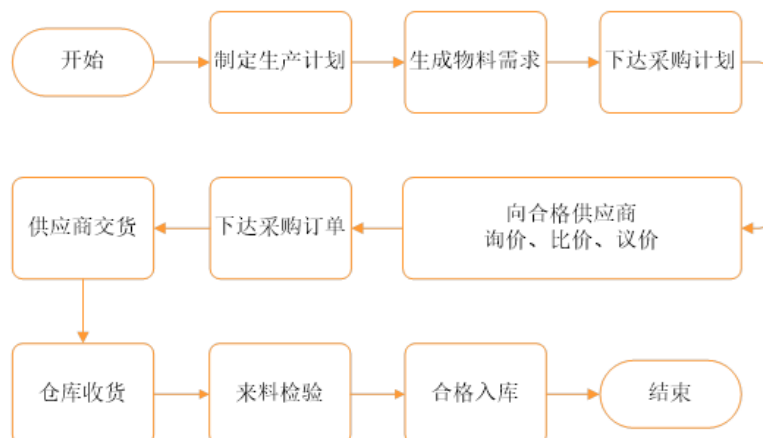 开始
制定生产计划
生成物料需求
下达采购计划
向合格供应商
询价、比价、议价
下达采购订单
供应商交货
仓库收货
来料检验
合格入库
结束